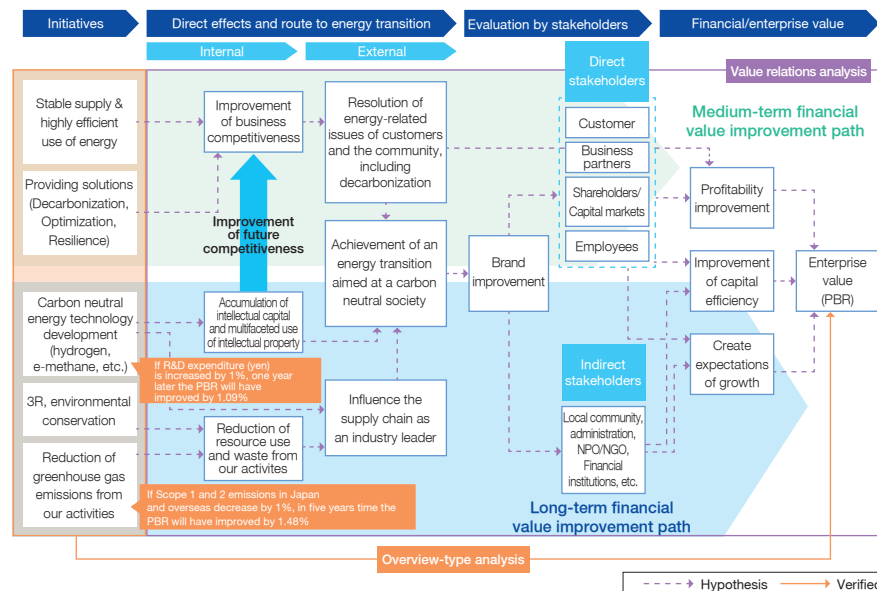 Initiatives
Direct effects and route to energy transition
Evaluation by stakeholders
Financial/enterprise value
Internal
External
Direct
stakeholders
Value relations analysis
Stable supply &
highly efficient
use of energy
Providing solutions
(Decarbonization,
Optimization,
Resilience)
Improvement
of business
competitiveness
Resolution of
energy-related
issues of customers
and the community,
including
decarbonization
Customer
Business
partners
Shareholders/
Capital markets
Employees
Medium-term financial
value improvement path
Profitability
improvement
Improvement
of future
competitiveness
Achievement of an
energy transition
aimed at a carbon
neutral society
Brand
improvement
Improvement
of capital
efficiency
Enterprise
value
(PBR)
Carbon neutral
energy technology
development
(hydrogen,
e-methane, etc.)
Accumulation of
intellectual capital
and multifaceted use
of intellectual property
If R&D expenditure (yen)
is increased by 1%, one year
later the PBR will have
improved by 1.09%
Create
expectations
of growth
Indirect
stakeholders
3R, environmental
conservation
Influence the
supply chain as
an industry leader
Reduction of
resource use
and waste from
our activites
Local community,
administration,
NPO/NGO,
Financial
institutions, etc.
Reduction of
greenhouse gas
emissions from
our activities
If Scope 1 and 2 emissions in Japan
and overseas decrease by 1%, in five years time the
PBR will have improved by 1.48%
Long-term financial
value improvement path
Overview-type analysis
Hypothesis
Verified